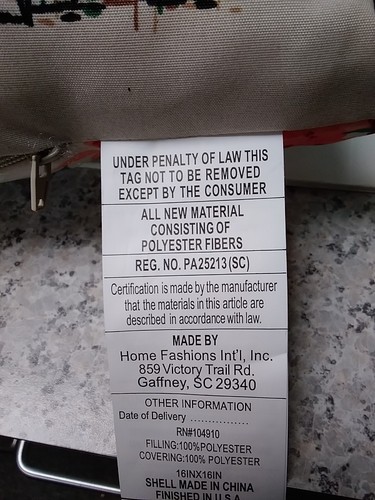 UNDER PENALTY OF LAW THIS
TAG NOT TO BE REMOVED
EXCEPT BY THE CONSUMER
ALL NEW MATERIAL
CONSISTING OF
POLYESTER FIBERS
REG. NO. PA25213 (SC)
Certification is made by the manufacturer
that the materials in this article are
described in accordance with law.
MADE BY
Home Fashions Int'l, Inc.
859 Victory Trail Rd.
Gaffney, SC 29340
OTHER INFORMATION
Date of Delivery ................
RN#104910
FILLING:100%POLYESTER
COVERING:100% POLYESTER
16INX16IN
SHELL MADE IN CHINA
FINISHED IN U.S.A